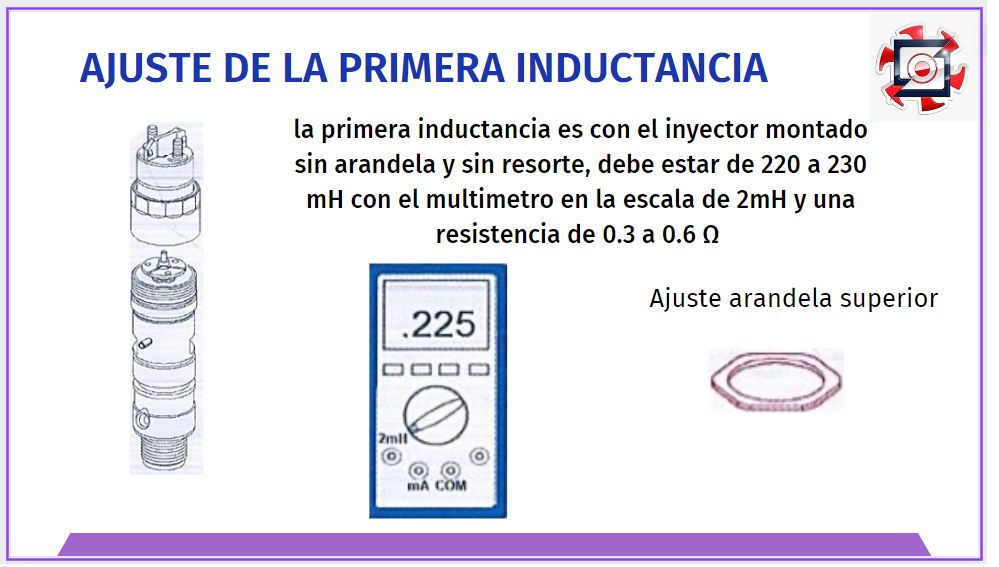 AJUSTE DE LA PRIMERA INDUCTANCIA
la primera inductancia es con el inyector montado
sin arandela y sin resorte, debe estar de 220 a 230
mH con el multimetro en la escala de 2mH y una
resistencia de 0.3 a 0.6 Ω
Ajuste arandela superior
.225
2mH
mA COM